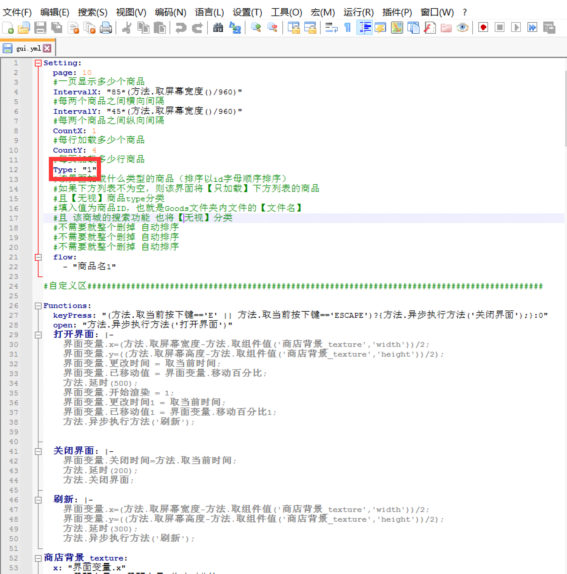 文件(F) 编辑(E) 搜索(S) 视图(V) 编码(N) 语言(L) 设置(T) 工具(O) 宏(M) 运行(R) 插件(P) 窗口(W) ?
gui.yml
1 Setting:
2 page: 10
3 #一页显示多少个商品
4 IntervalX: "85*(方法.取屏幕宽度()/960)"
5 #每两个商品之间横向间隔
6 IntervalY: "45*(方法.取屏幕宽度()/960)"
7 #每两个商品之间纵向间隔
8 CountX: 1
9 #每行加载多少个商品
10 CountY: 4
11 加载多少行商品
12 Type: "1"
13 什么类型的商品（排序以id字母顺序排序）
14 #如果下方列表不为空，则该界面将【只加载】下方列表的商品
15 #且【无视】商品type分类
16 #填入值为商品ID，也就是Goods文件夹内文件的【文件名】
17 #且 该商城的搜索功能 也将【无视】分类
18 #不需要就整个删掉 自动排序
19 #不需要就整个删掉 自动排序
20 #不需要就整个删掉 自动排序
21 flow:
22 - "商品名1"
23
24 #自定义区################################################################################
25
26 Functions:
27 keyPress: "(方法.取当前按下键=='E' || 方法.取当前按下键=='ESCAPE')?(方法.异步执行方法('关闭界面');):0"
28 open: "方法.异步执行方法('打开界面')"
29 打开界面: |-
30 界面变量.x=(方法.取屏幕宽度-方法.取组件值('商店背景_texture','width'))/2;
31 界面变量.y=((方法.取屏幕高度-方法.取组件值('商店背景_texture','height'))/2);
32 界面变量.更改时间 = 取当前时间;
33 界面变量.已移动值 = 界面变量.移动百分比;
34 方法.延时(500);
35 界面变量.开始渲染 = 1;
36 界面变量.更改时间1 = 取当前时间;
37 界面变量.已移动值1 = 界面变量.移动百分比1;
38 方法.异步执行方法('刷新');
39
40
41 关闭界面: |-
42 界面变量.关闭时间=方法.取当前时间;
43 方法.延时(200);
44 方法.关闭界面;
45
46 刷新: |-
47 界面变量.x=(方法.取屏幕宽度-方法.取组件值('商店背景_texture','width'))/2;
48 界面变量.y=((方法.取屏幕高度-方法.取组件值('商店背景_texture','height'))/2);
49 方法.延时(300);
50 方法.异步执行方法('刷新');
51
52 商店背景_texture:
53 x: "界面变量.x"